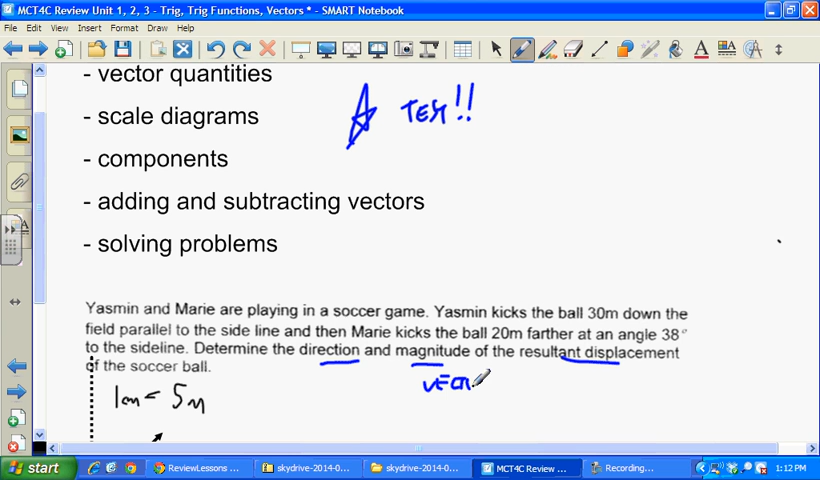 MCT4C Review Unit 1, 2, 3 - Trig, Trig Functions, Vectors * - SMART Notebook
File Edit View Insert Format Draw Help
- vector quantities
- scale diagrams
TEST!!
- components
- adding and subtracting vectors
- solving problems
Yasmin and Marie are playing in a soccer game. Yasmin kicks the ball 30m down the
field parallel to the side line and then Marie kicks the ball 20m farther at an angle 38°
to the sideline. Determine the direction and magnitude of the resultant displacement
of the soccer ball.
VECT
1cm = 5m
start
ReviewLessons ...
skydrive-2014-0...
skydrive-2014-0...
MCT4C Review ...
Recording...
1:12 PM